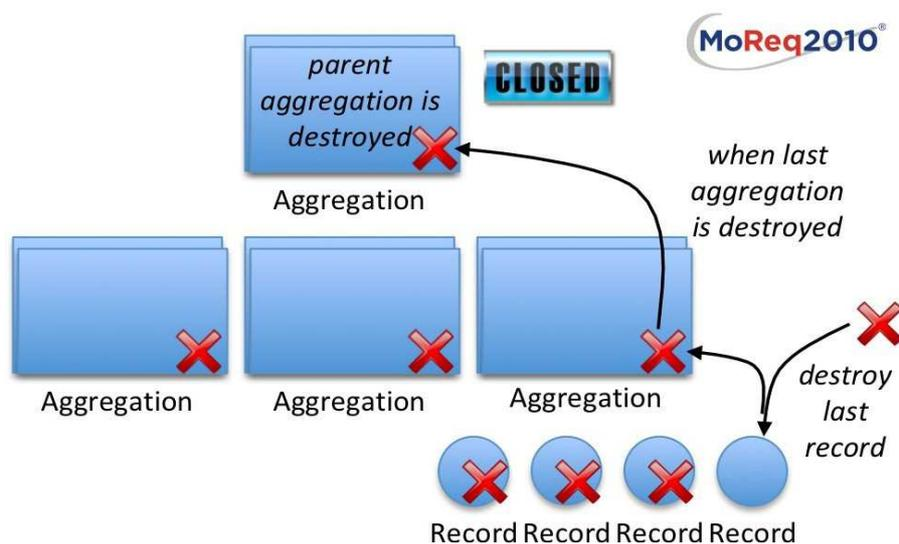 MoReq2010®
parent
aggregation is
destroyed
CLOSED
Aggregation
when last
aggregation
is destroyed
Aggregation
Aggregation
Aggregation
destroy
last
record
Record Record Record Record